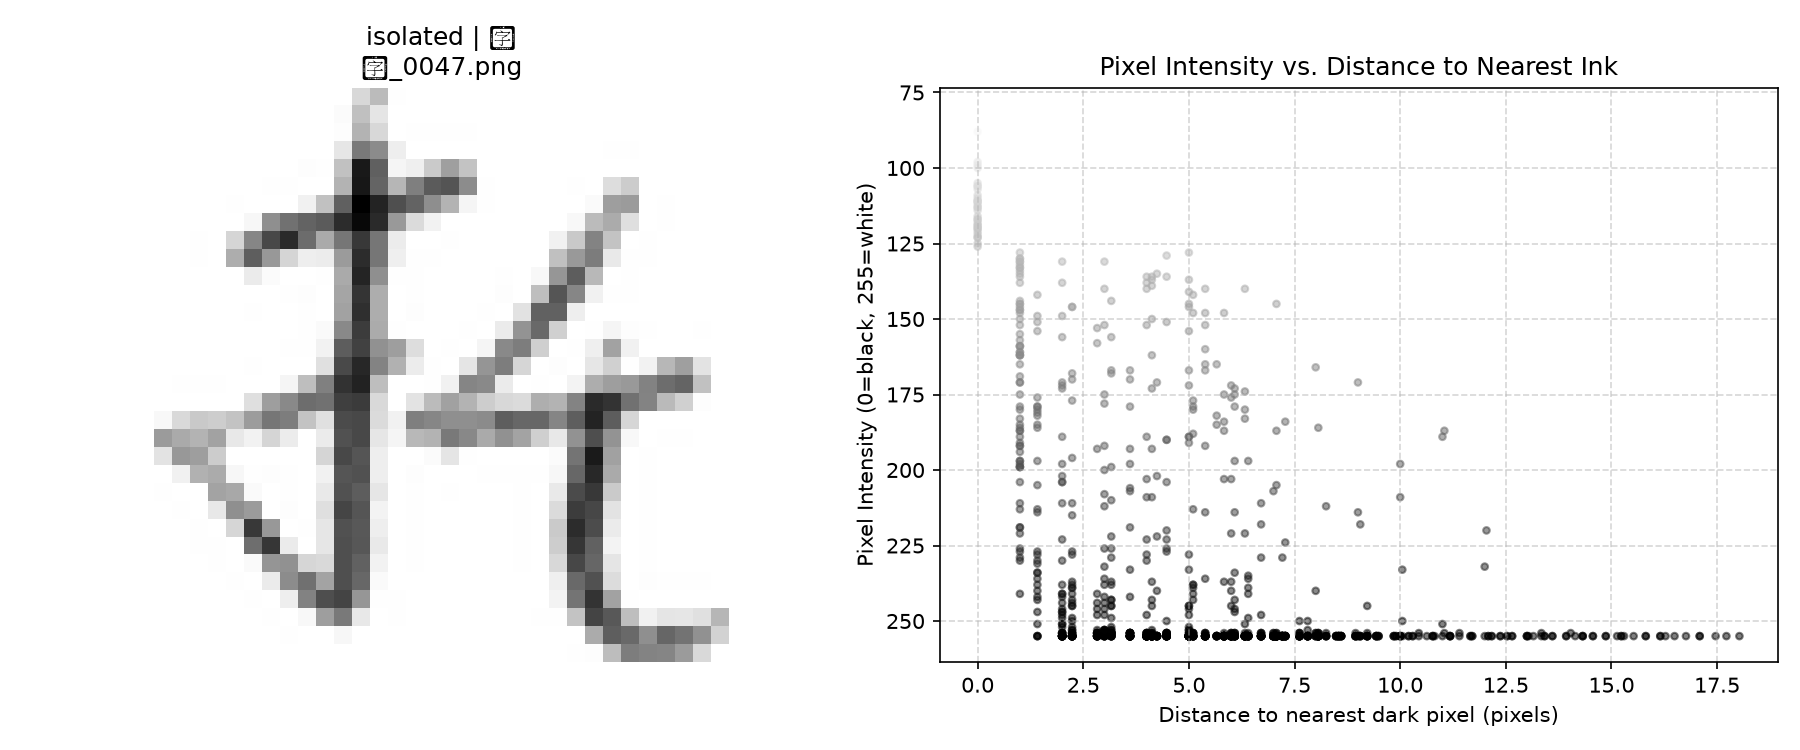 isolated |
_0047.png
托
Pixel Intensity vs. Distance to Nearest Ink
Pixel Intensity (0=black, 255=white)
75
100
125
150
175
200
225
250
0.0 2.5 5.0 7.5 10.0 12.5 15.0 17.5
Distance to nearest dark pixel (pixels)